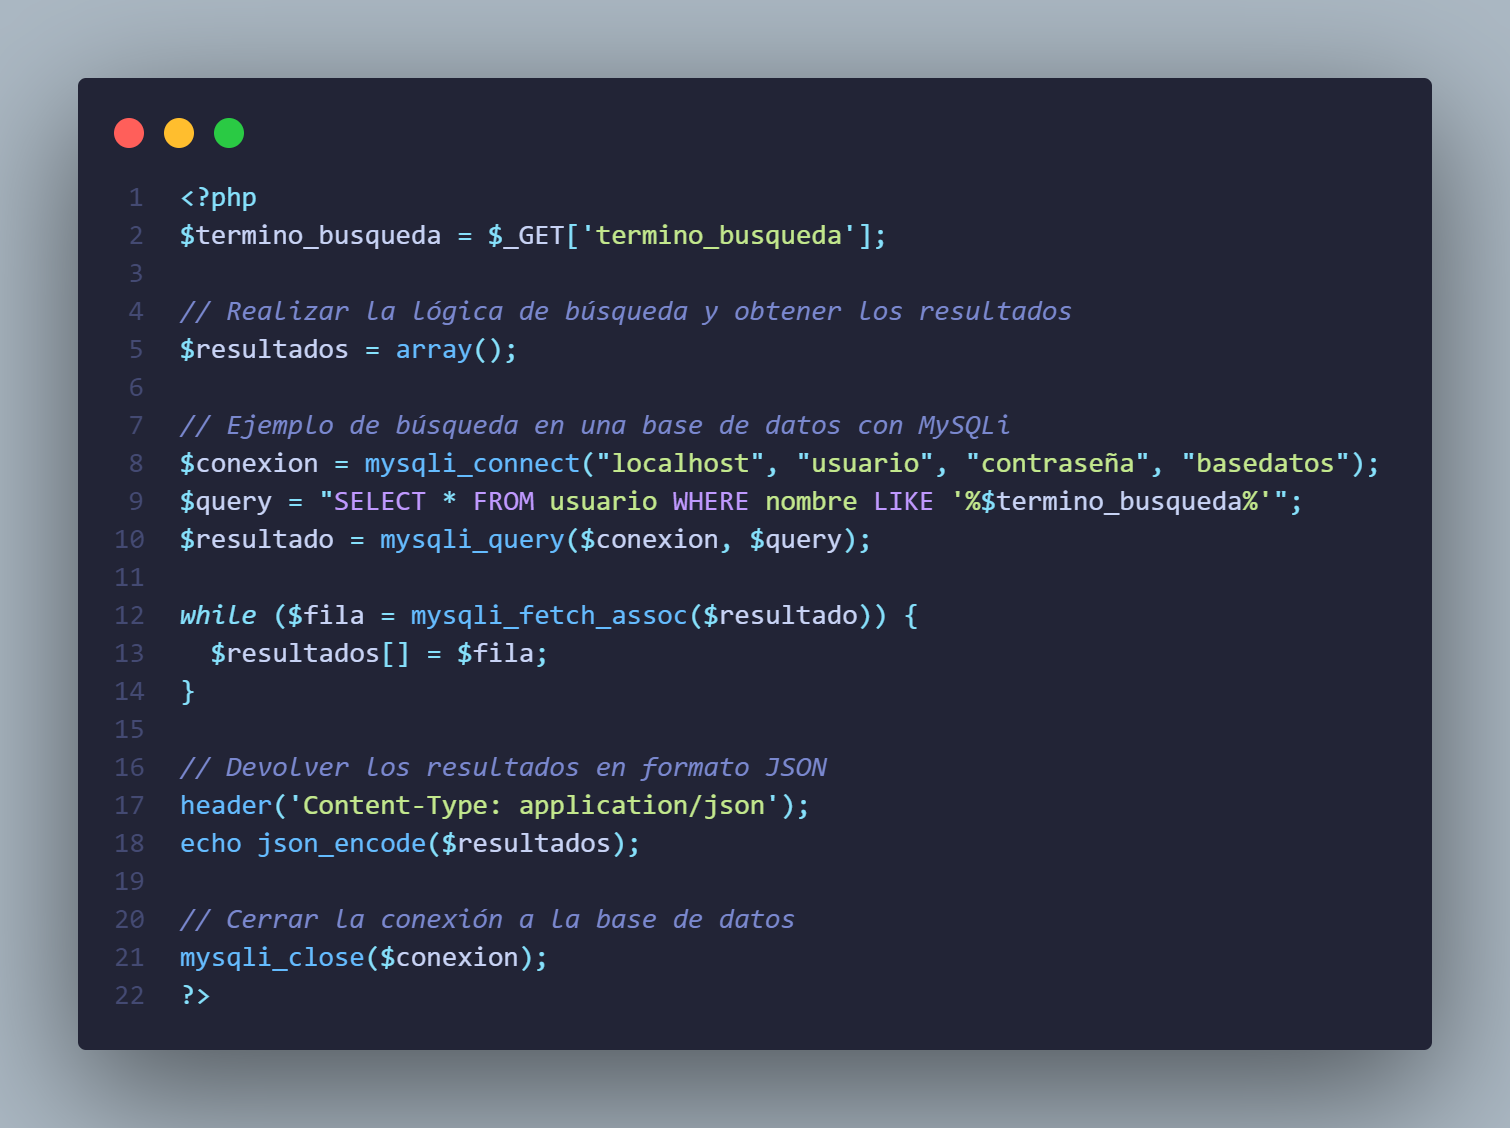 1 <?php
2 $termino_busqueda = $_GET['termino_busqueda'];
3
4 // Realizar la lógica de búsqueda y obtener los resultados
5 $resultados = array();
6
7 // Ejemplo de búsqueda en una base de datos con MySQLi
8 $conexion = mysqli_connect("localhost", "usuario", "contraseña", "basedatos");
9 $query = "SELECT * FROM usuario WHERE nombre LIKE '%$termino_busqueda%'";
10 $resultado = mysqli_query($conexion, $query);
11
12 while ($fila = mysqli_fetch_assoc($resultado)) {
13   $resultados[] = $fila;
14 }
15
16 // Devolver los resultados en formato JSON
17 header('Content-Type: application/json');
18 echo json_encode($resultados);
19
20 // Cerrar la conexión a la base de datos
21 mysqli_close($conexion);
22 ?>